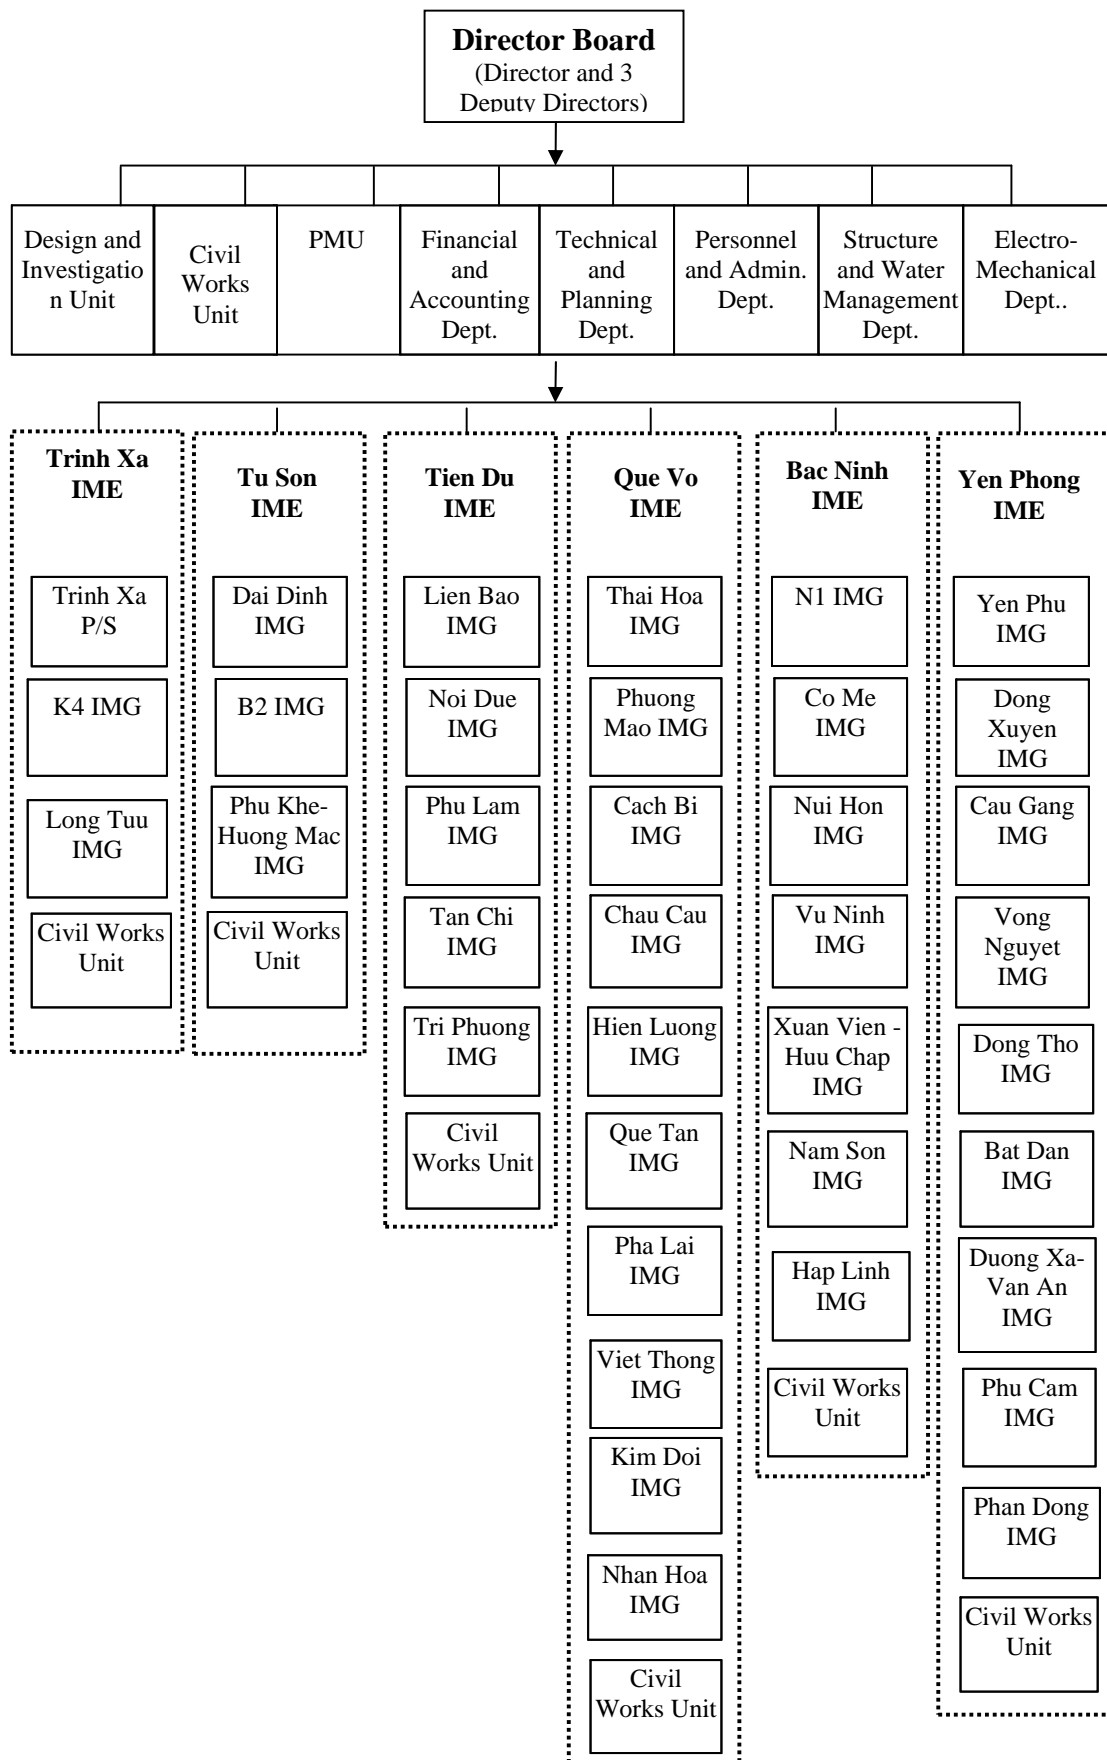 Director Board
(Director and 3
Deputy Directors)
Design and
Investigatio
n Unit
Civil
Works
Unit
PMU
Financial
and
Accounting
Dept.
Technical
and
Planning
Dept.
Personnel
and Admin.
Dept.
Structure
and Water
Management
Dept.
Electro-
Mechanical
Dept..
Trinh Xa
IME
Trinh Xa
P/S
K4 IMG
Long Tuu
IMG
Civil Works
Unit
Tu Son
IME
Dai Dinh
IMG
B2 IMG
Phu Khe-
Huong Mac
IMG
Civil Works
Unit
Tien Du
IME
Lien Bao
IMG
Noi Due
IMG
Phu Lam
IMG
Tan Chi
IMG
Tri Phuong
IMG
Civil
Works Unit
Que Vo
IME
Thai Hoa
IMG
Phuong
Mao IMG
Cach Bi
IMG
Chau Cau
IMG
Hien Luong
IMG
Que Tan
IMG
Pha Lai
IMG
Viet Thong
IMG
Kim Doi
IMG
Nhan Hoa
IMG
Civil
Works Unit
Bac Ninh
IME
N1 IMG
Co Me
IMG
Nui Hon
IMG
Vu Ninh
IMG
Xuan Vien -
Huu Chap
IMG
Nam Son
IMG
Hap Linh
IMG
Civil Works
Unit
Yen Phong
IME
Yen Phu
IMG
Dong
Xuyen
IMG
Cau Gang
IMG
Vong
Nguyet
IMG
Dong Tho
IMG
Bat Dan
IMG
Duong Xa-
Van An
IMG
Phu Cam
IMG
Phan Dong
IMG
Civil Works
Unit